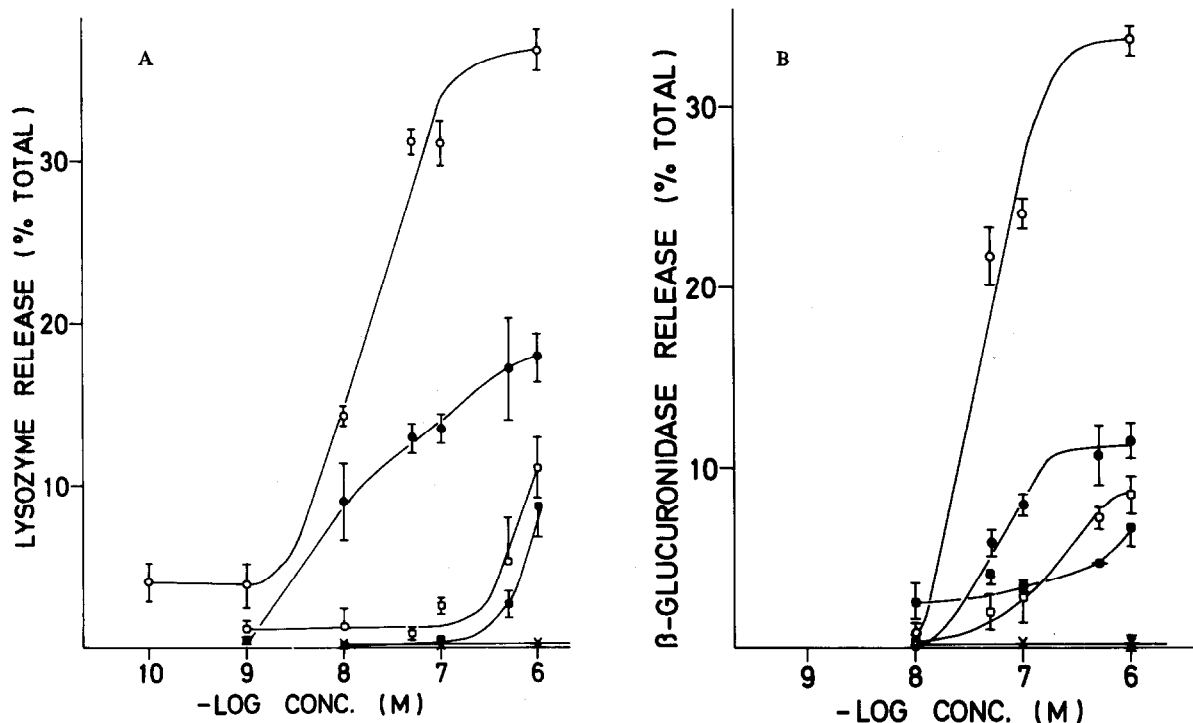 A
LYSOZYME RELEASE (% TOTAL)
30
20
10
10 9 8 7 6
-LOG CONC. (M)
B
β-GLUCURONIDASE RELEASE (% TOTAL)
30
20
10
9 8 7 6
-LOG CONC. (M)